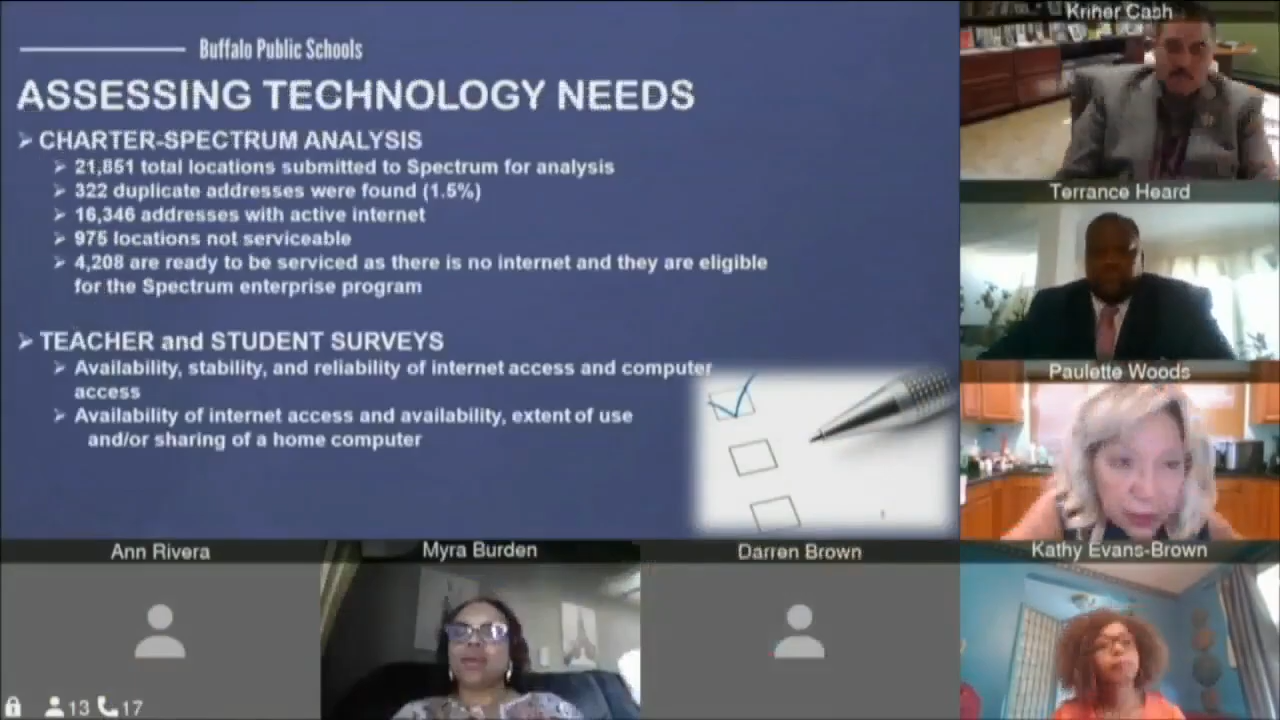 Buffalo Public Schools
ASSESSING TECHNOLOGY NEEDS
CHARTER-SPECTRUM ANALYSIS
21,851 total locations submitted to Spectrum for analysis
322 duplicate addresses were found (1.5%)
16,346 addresses with active internet
975 locations not serviceable
4,208 are ready to be serviced as there is no internet and they are eligible
for the Spectrum enterprise program
TEACHER and STUDENT SURVEYS
Availability, stability, and reliability of internet access and computer
access
Availability of internet access and availability, extent of use
and/or sharing of a home computer
Kriner Cash
Terrance Heard
Paulette Woods
Kathy Evans-Brown
Ann Rivera
Myra Burden
Darren Brown
13 17